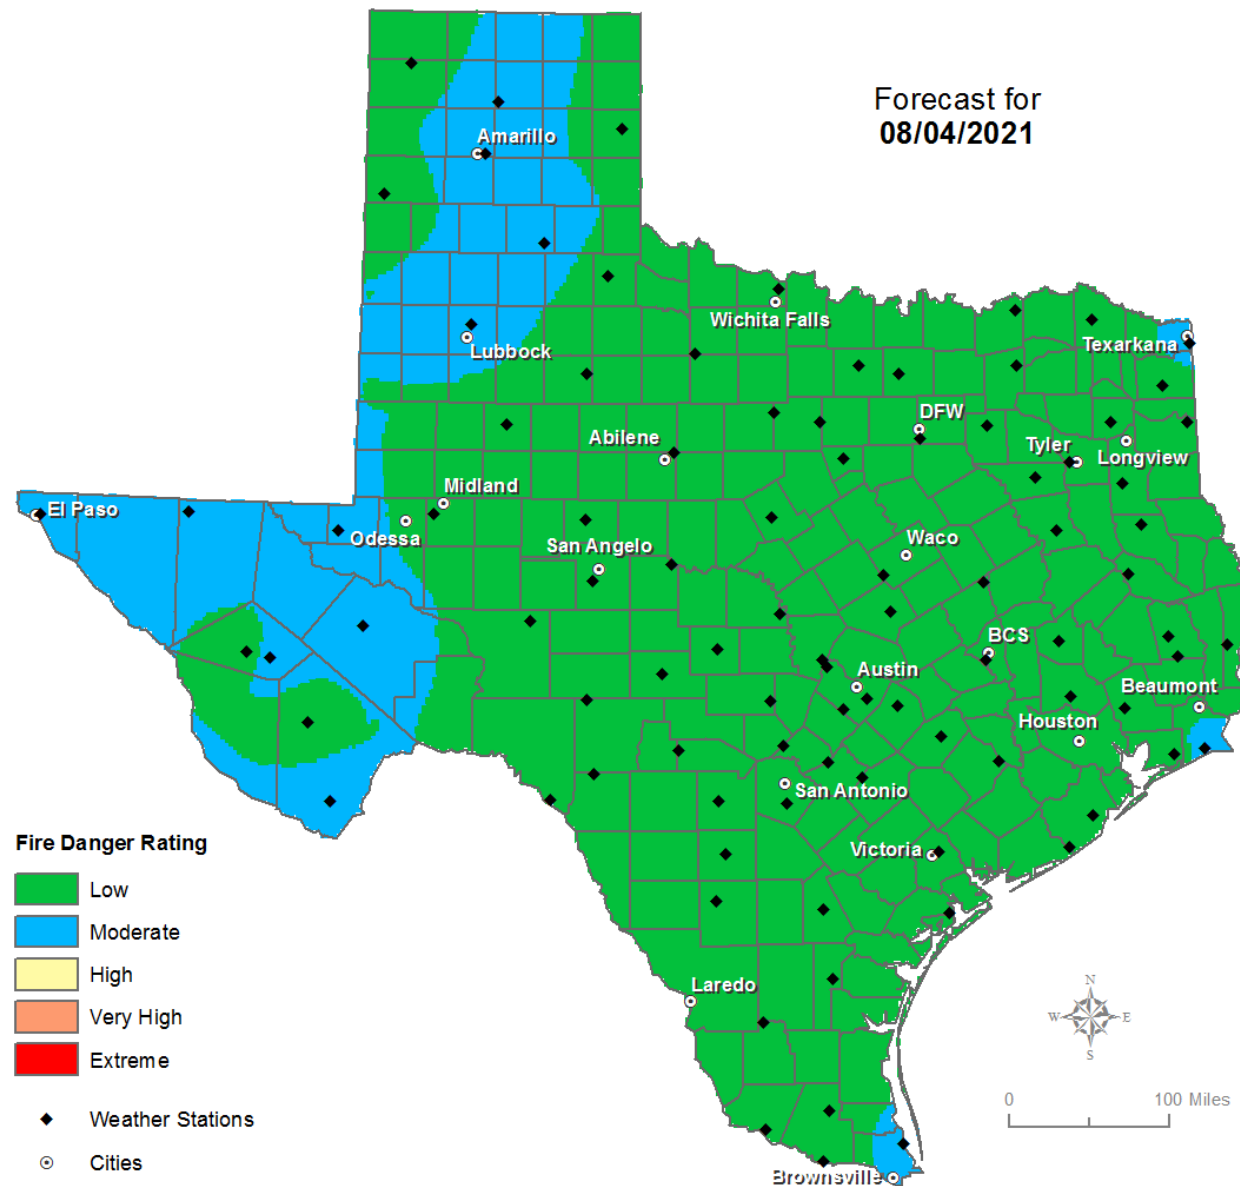 Forecast for
08/04/2021
Amarillo
Wichita Falls
Lubbock
Texarkana
DFW
Abilene
Tyler
Longview
Midland
El Paso
Odessa
San Angelo
Waco
BCS
Austin
Beaumont
Houston
San Antonio
Victoria
Laredo
Brownsville
Fire Danger Rating
Low
Moderate
High
Very High
Extreme
Weather Stations
Cities
N
W E
S
0 100 Miles